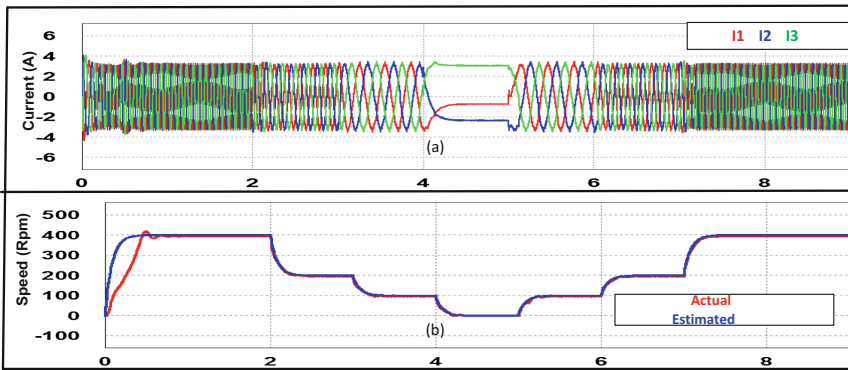 6
4
2
0
-2
-4
-6
Current (A)
I1 I2 I3
(a)
0 2 4 6 8
500
400
300
200
100
0
-100
Speed (Rpm)
Actual
Estimated
(b)
0 2 4 6 8